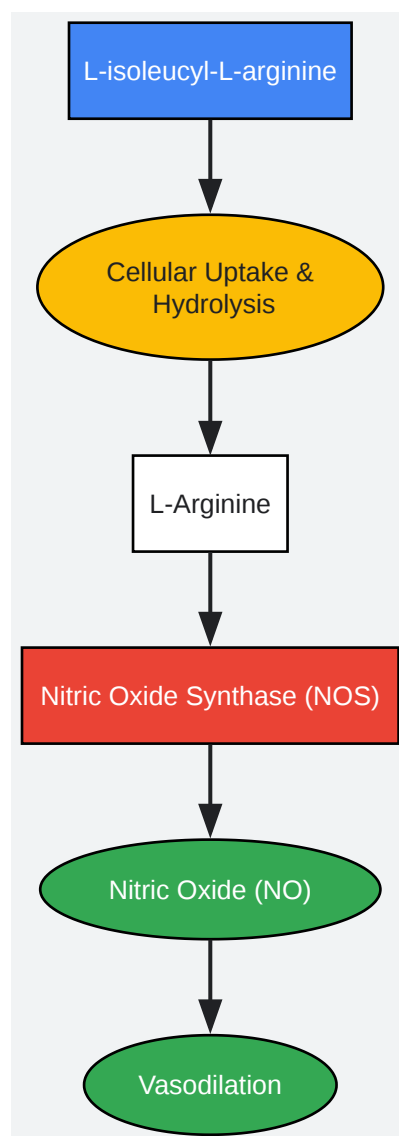 L-isoleucyl-L-arginine
Cellular Uptake &
Hydrolysis
L-Arginine
Nitric Oxide Synthase (NOS)
Nitric Oxide (NO)
Vasodilation